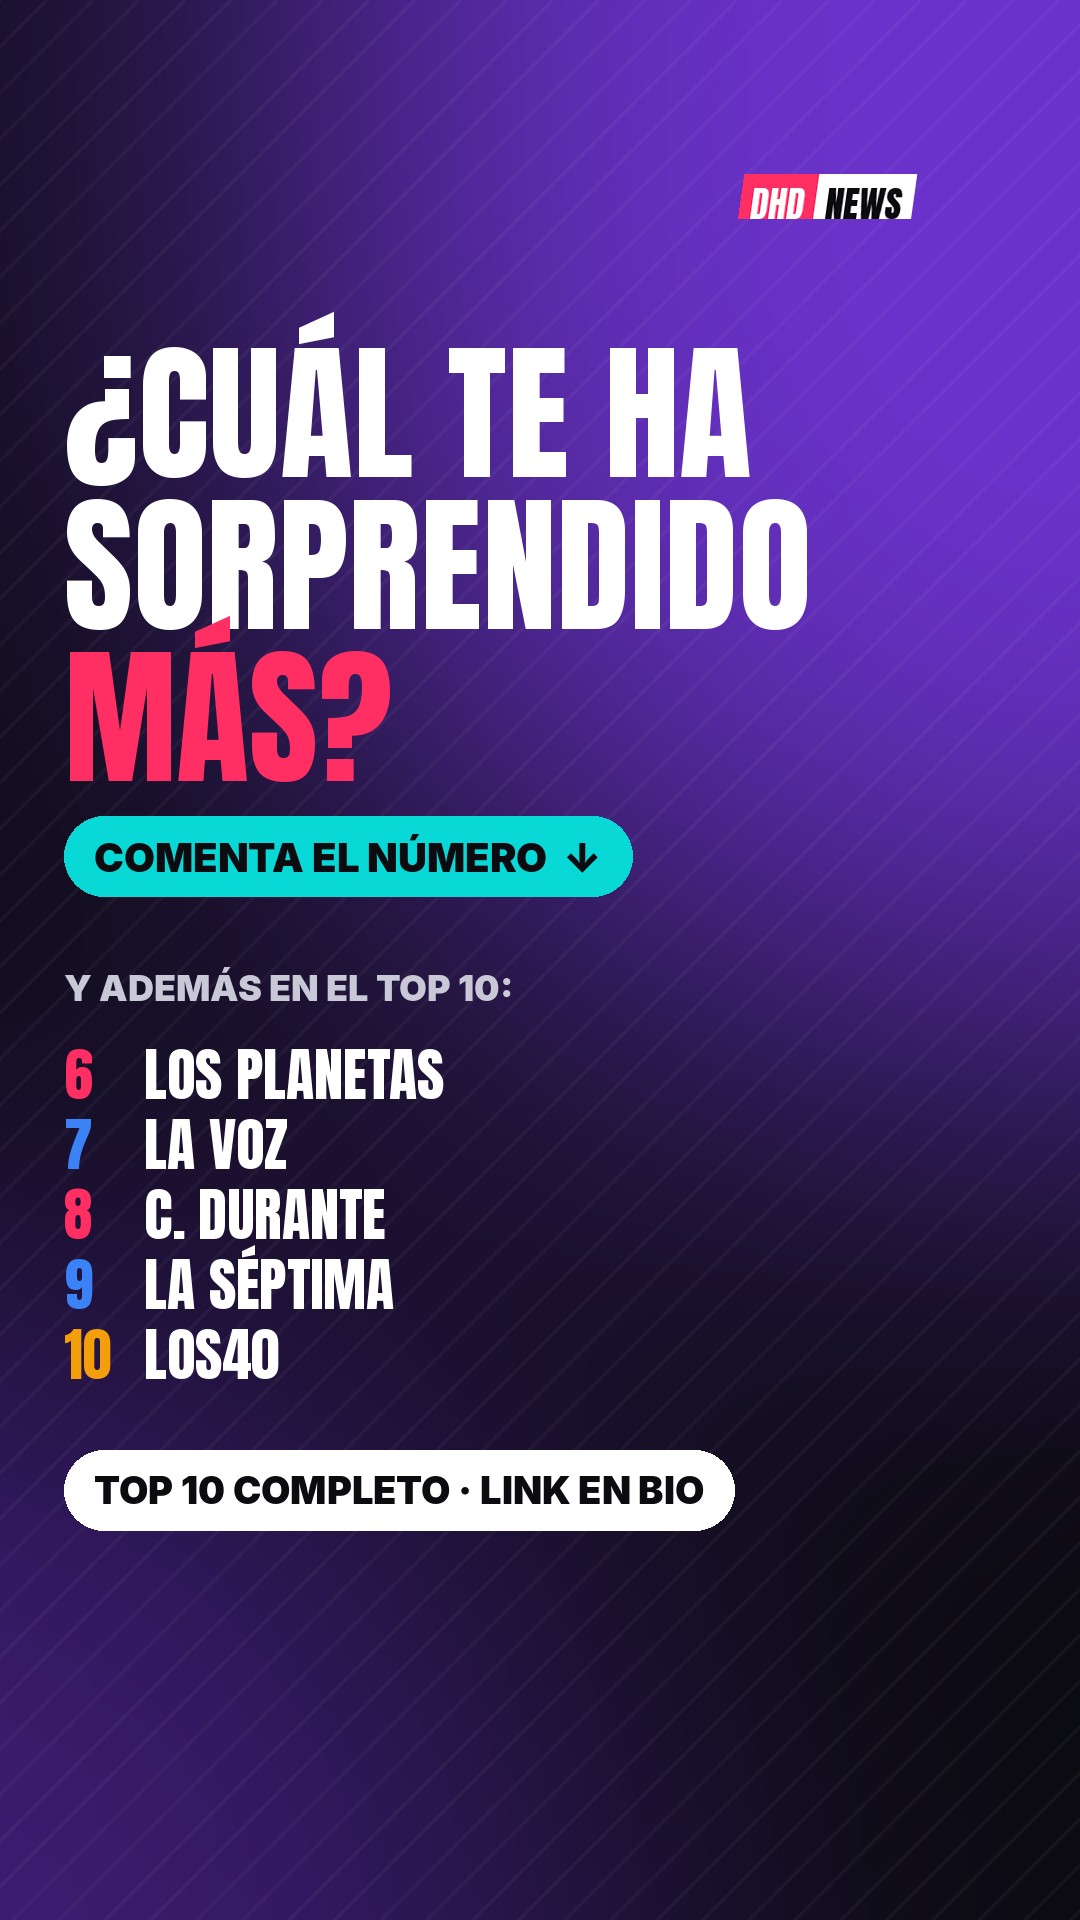 DHD NEWS
¿CUÁL TE HA
SORPRENDIDO
MÁS?
COMENTA EL NÚMERO ↓
Y ADEMÁS EN EL TOP 10:
6 LOS PLANETAS
7 LA VOZ
8 C. DURANTE
9 LA SÉPTIMA
10 LOS40
TOP 10 COMPLETO · LINK EN BIO